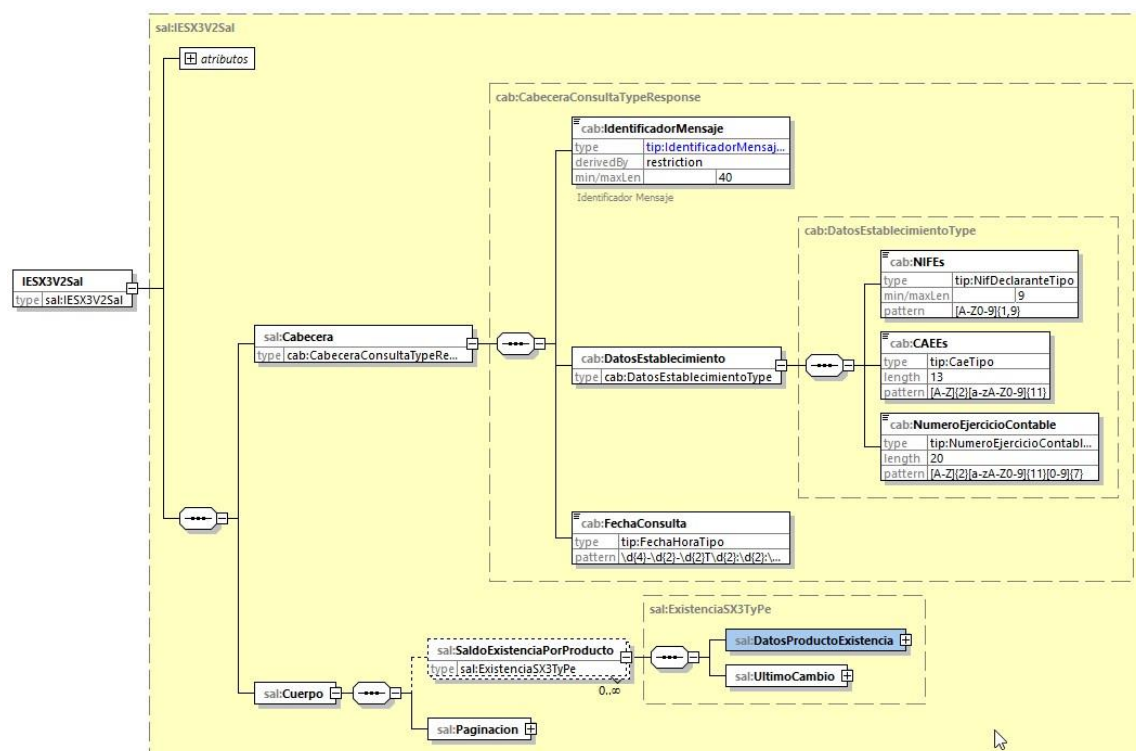 sal:IESX3V2Sal
atributos
cab:CabeceraConsultaTypeResponse
cab:IdentificadorMensaje
type tip:IdentificadorMensaj...
derivedBy restriction
min/maxLen 40
Identificador Mensaje
cab:DatosEstablecimientoType
cab:NIFEs
type tip:NifDeclaranteTipo
min/maxLen 9
pattern [A-Z0-9]{1,9}
IESX3V2Sal
type sal:IESX3V2Sal
sal:Cabecera
type cab:CabeceraConsultaTypeRe...
cab:DatosEstablecimiento
type cab:DatosEstablecimientoType
cab:CAEEs
type tip:CaeTipo
length 13
pattern [A-Z]{2}[a-zA-Z0-9]{11}
cab:NumeroEjercicioContable
type tip:NumeroEjercicioContabl...
length 20
pattern [A-Z]{2}[a-zA-Z0-9]{11}[0-9]{7}
cab:FechaConsulta
type tip:FechaHoraTipo
pattern \d{4}-\d{2}-\d{2}T\d{2}:\d{2}:\...
sal:ExistenciaSX3TyPe
sal:SaldoExistenciaPorProducto
type sal:ExistenciaSX3TyPe
0..∞
sal:DatosProductoExistencia
sal:UltimoCambio
sal:Cuerpo
sal:Paginacion